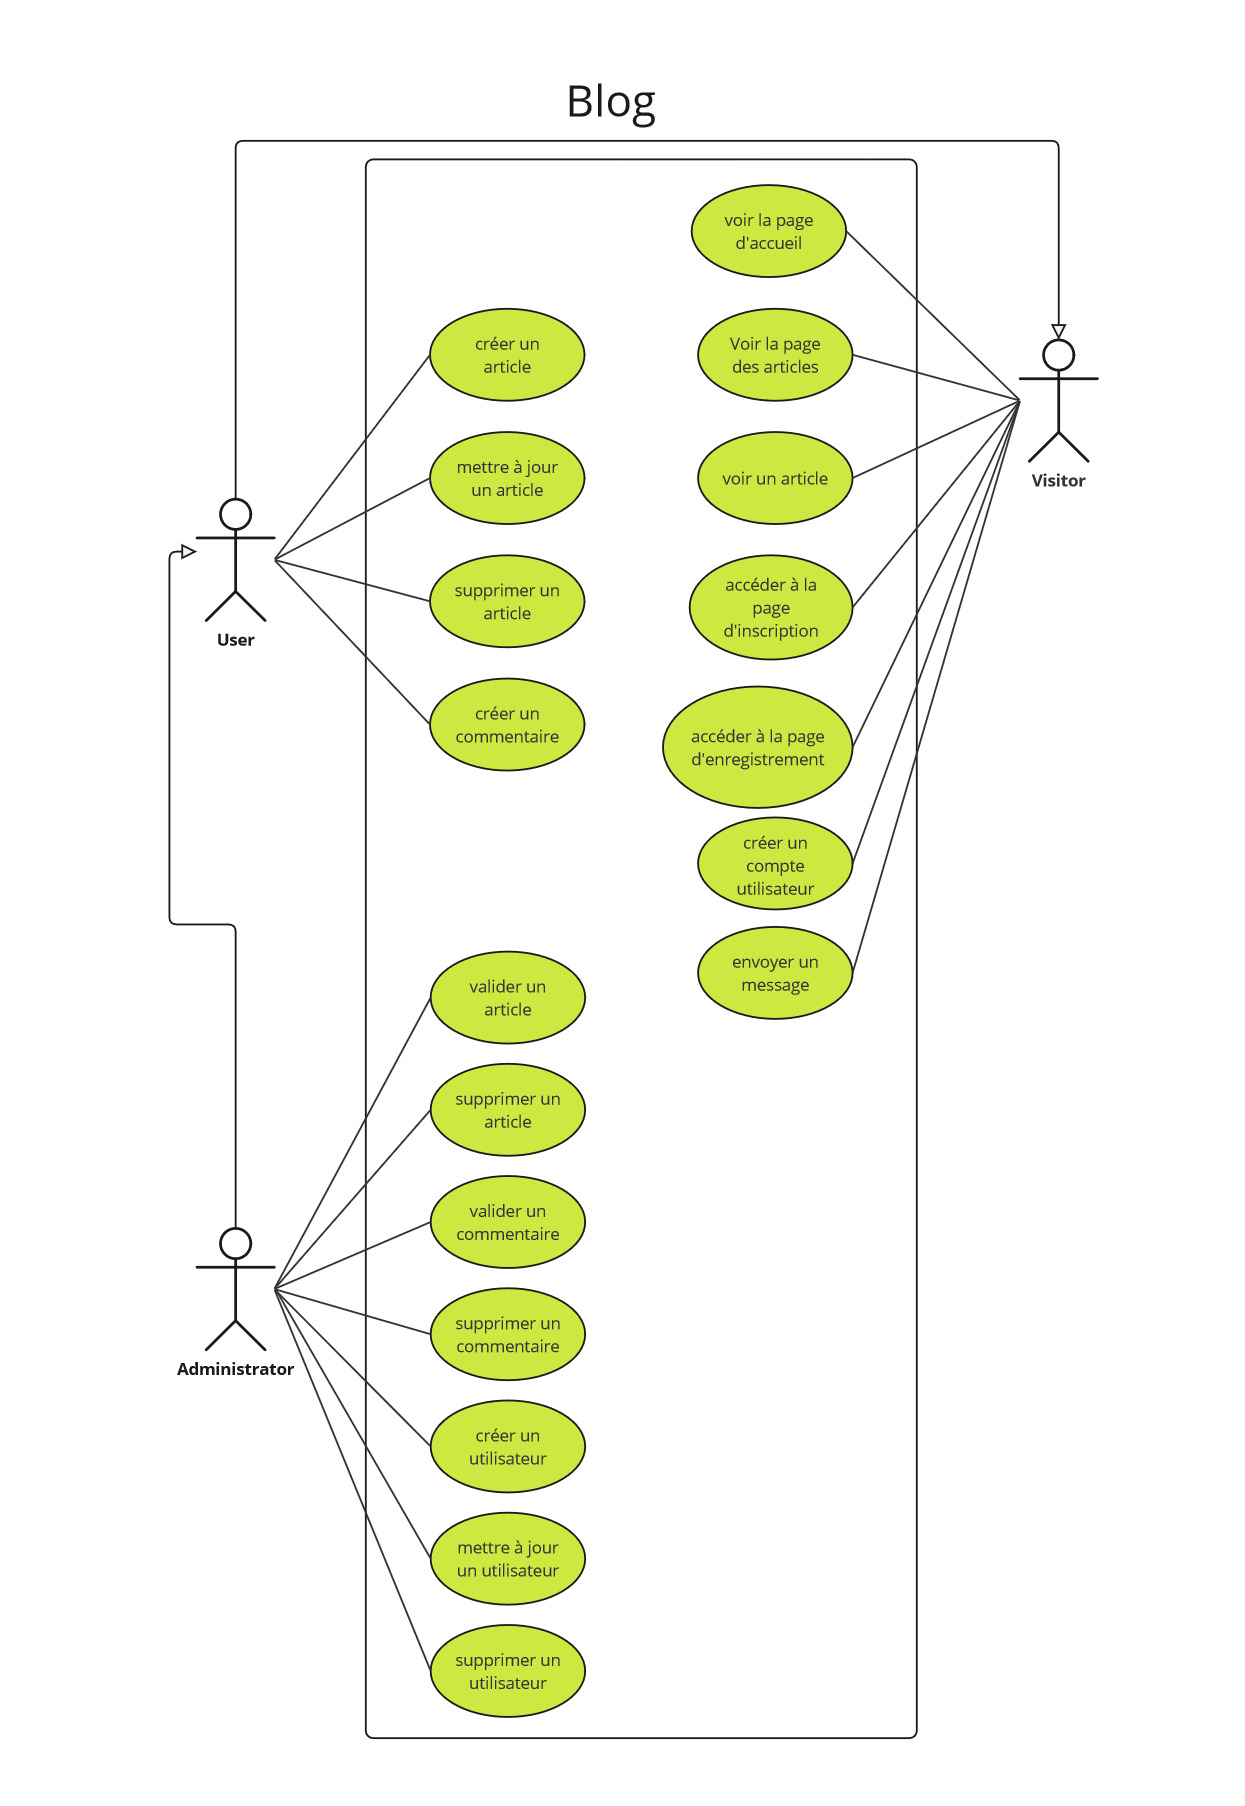 Blog
voir la page
d'accueil
créer un
article
Voir la page
des articles
mettre à jour
un article
voir un article
Visitor
supprimer un
article
accéder à la
page
d'inscription
User
créer un
commentaire
accéder à la page
d'enregistrement
créer un
compte
utilisateur
envoyer un
message
valider un
article
supprimer un
article
valider un
commentaire
supprimer un
commentaire
Administrator
créer un
utilisateur
mettre à jour
un utilisateur
supprimer un
utilisateur